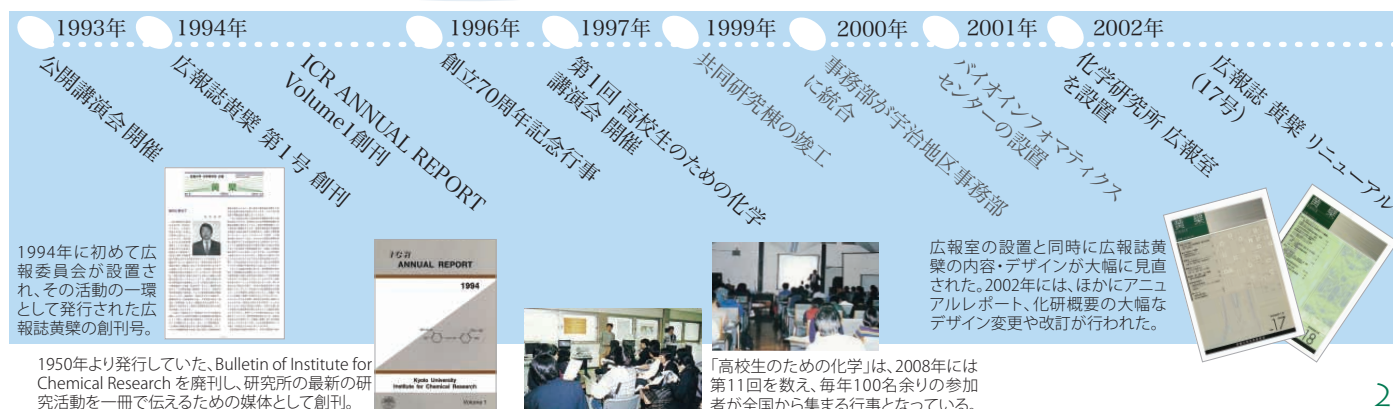 1993年
1994年
1996年
1997年
1999年
2000年
2001年
2002年
公開講演会 開催
広報誌黄檗 第1号 創刊
ICR ANNUAL REPORT
Volume1創刊
創立70周年記念行事
第1回 高校生のための化学
講演会 開催
共同研究棟の竣工
事務部が宇治地区事務部
に統合
バイオインフォマティクス
センターの設置
化学研究所 広報室
を設置
広報誌 黄檗 リニューアル
(17号)
黄檗
1994年に初めて広
報委員会が設置さ
れ、その活動の一環
として発行された広
報誌黄檗の創刊号。
ICR
ANNUAL REPORT
1994
Kyoto University
Institute for Chemical Research
Volume 1
広報室の設置と同時に広報誌黄
檗の内容・デザインが大幅に見直
された。2002年には、ほかにアニュ
アルレポート、化研概要の大幅な
デザイン変更や改訂が行われた。
黄檗
17
18
1950年より発行していた、Bulletin of Institute for
Chemical Research を廃刊し、研究所の最新の研
究活動を一冊で伝えるための媒体として創刊。
「高校生のための化学」は、2008年には
第11回を数え、毎年100名余りの参加
者が全国から集まる行事となっている。
2